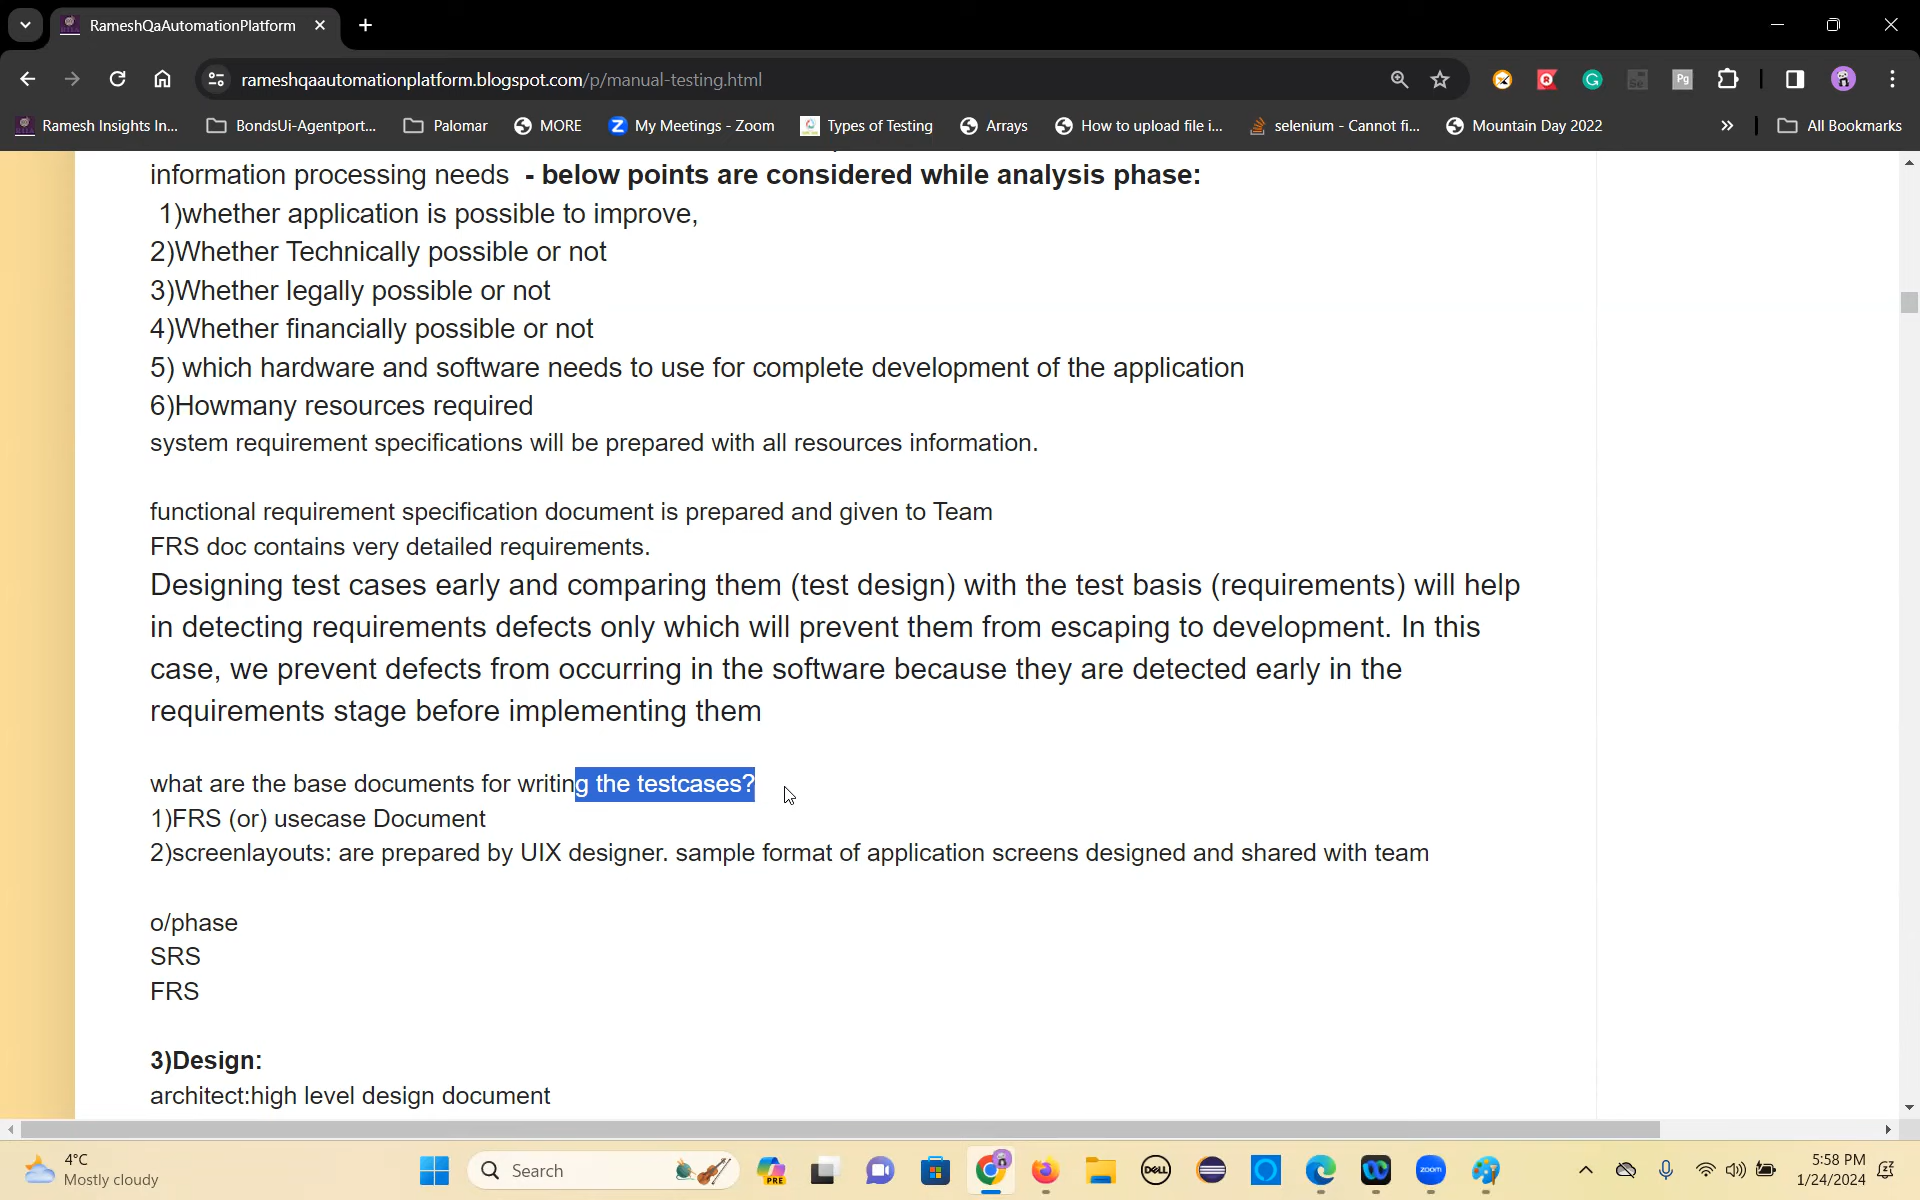 RameshQaAutomationPlatform
rameshqaautomationplatform.blogspot.com/p/manual-testing.html
Ramesh Insights In...
BondsUi-Agentport...
Palomar
MORE
My Meetings - Zoom
Types of Testing
Arrays
How to upload file i...
selenium - Cannot fi...
Mountain Day 2022
All Bookmarks
information processing needs - below points are considered while analysis phase:
1)whether application is possible to improve,
2)Whether Technically possible or not
3)Whether legally possible or not
4)Whether financially possible or not
5) which hardware and software needs to use for complete development of the application
6)Howmany resources required
system requirement specifications will be prepared with all resources information.
functional requirement specification document is prepared and given to Team
FRS doc contains very detailed requirements.
Designing test cases early and comparing them (test design) with the test basis (requirements) will help
in detecting requirements defects only which will prevent them from escaping to development. In this
case, we prevent defects from occurring in the software because they are detected early in the
requirements stage before implementing them
what are the base documents for writing the testcases?
1)FRS (or) usecase Document
2)screenlayouts: are prepared by UIX designer. sample format of application screens designed and shared with team
o/phase
SRS
FRS
3)Design:
architect:high level design document
4°C
Mostly cloudy
Search
PRE
DELL
zoom
5:58 PM
1/24/2024